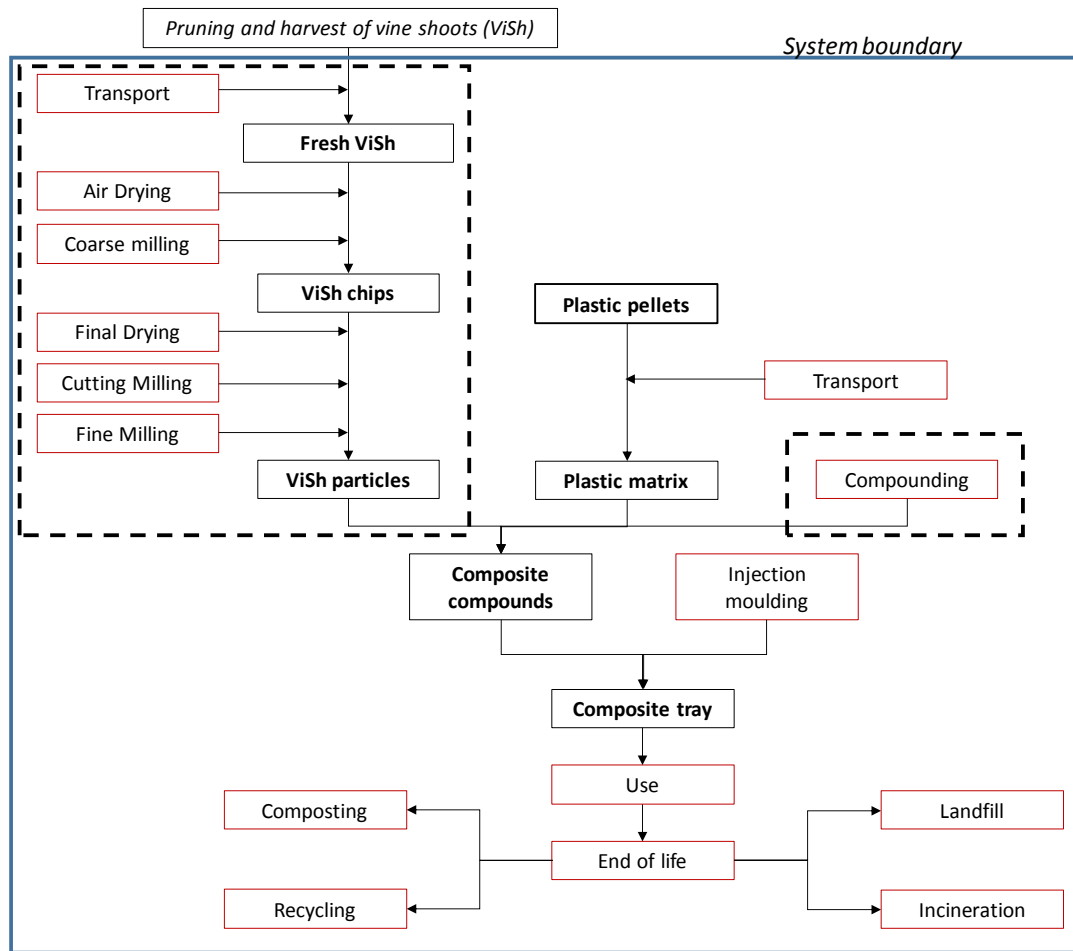 Pruning and harvest of vine shoots (ViSh)
System boundary
Transport
Fresh ViSh
Air Drying
Coarse milling
ViSh chips
Plastic pellets
Final Drying
Transport
Cutting Milling
Fine Milling
ViSh particles
Plastic matrix
Compounding
Composite
compounds
Injection
moulding
Composite tray
Use
Composting
Landfill
End of life
Recycling
Incineration